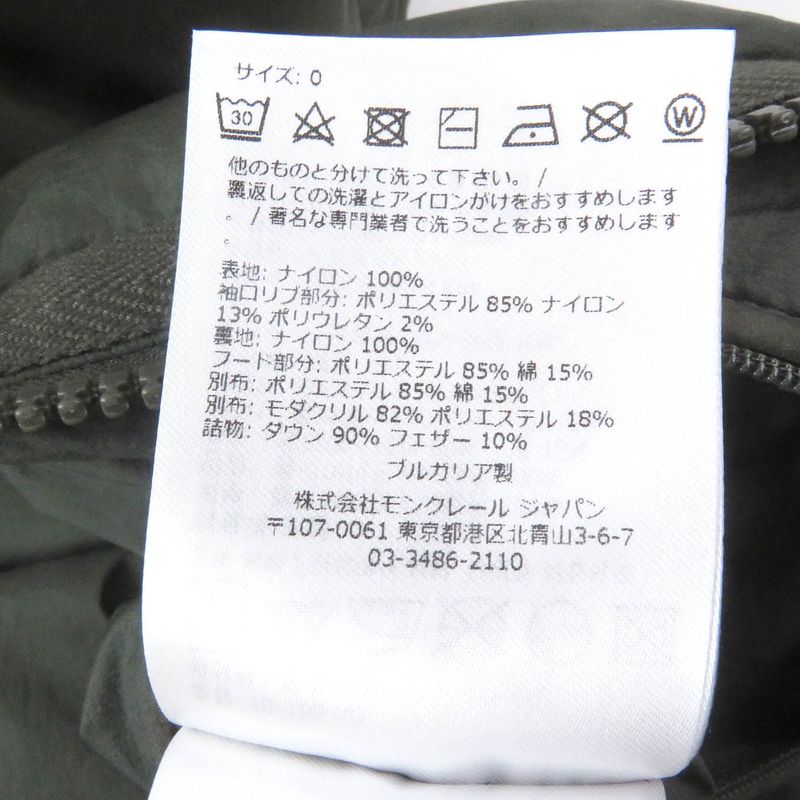 サイズ: 0
30
W
他のものと分けて洗って下さい。/
裏返しての洗濯とアイロンがけをおすすめします
。/ 著名な専門業者で洗うことをおすすめします
。
表地: ナイロン 100%
袖口リブ部分: ポリエステル 85% ナイロン
13% ポリウレタン 2%
裏地: ナイロン 100%
フード部分: ポリエステル 85% 綿 15%
別布: ポリエステル 85% 綿 15%
別布: モダクリル 82% ポリエステル 18%
詰物: ダウン 90% フェザー 10%
ブルガリア製
株式会社モンクレール ジャパン
〒107-0061 東京都港区北青山3-6-7
03-3486-2110